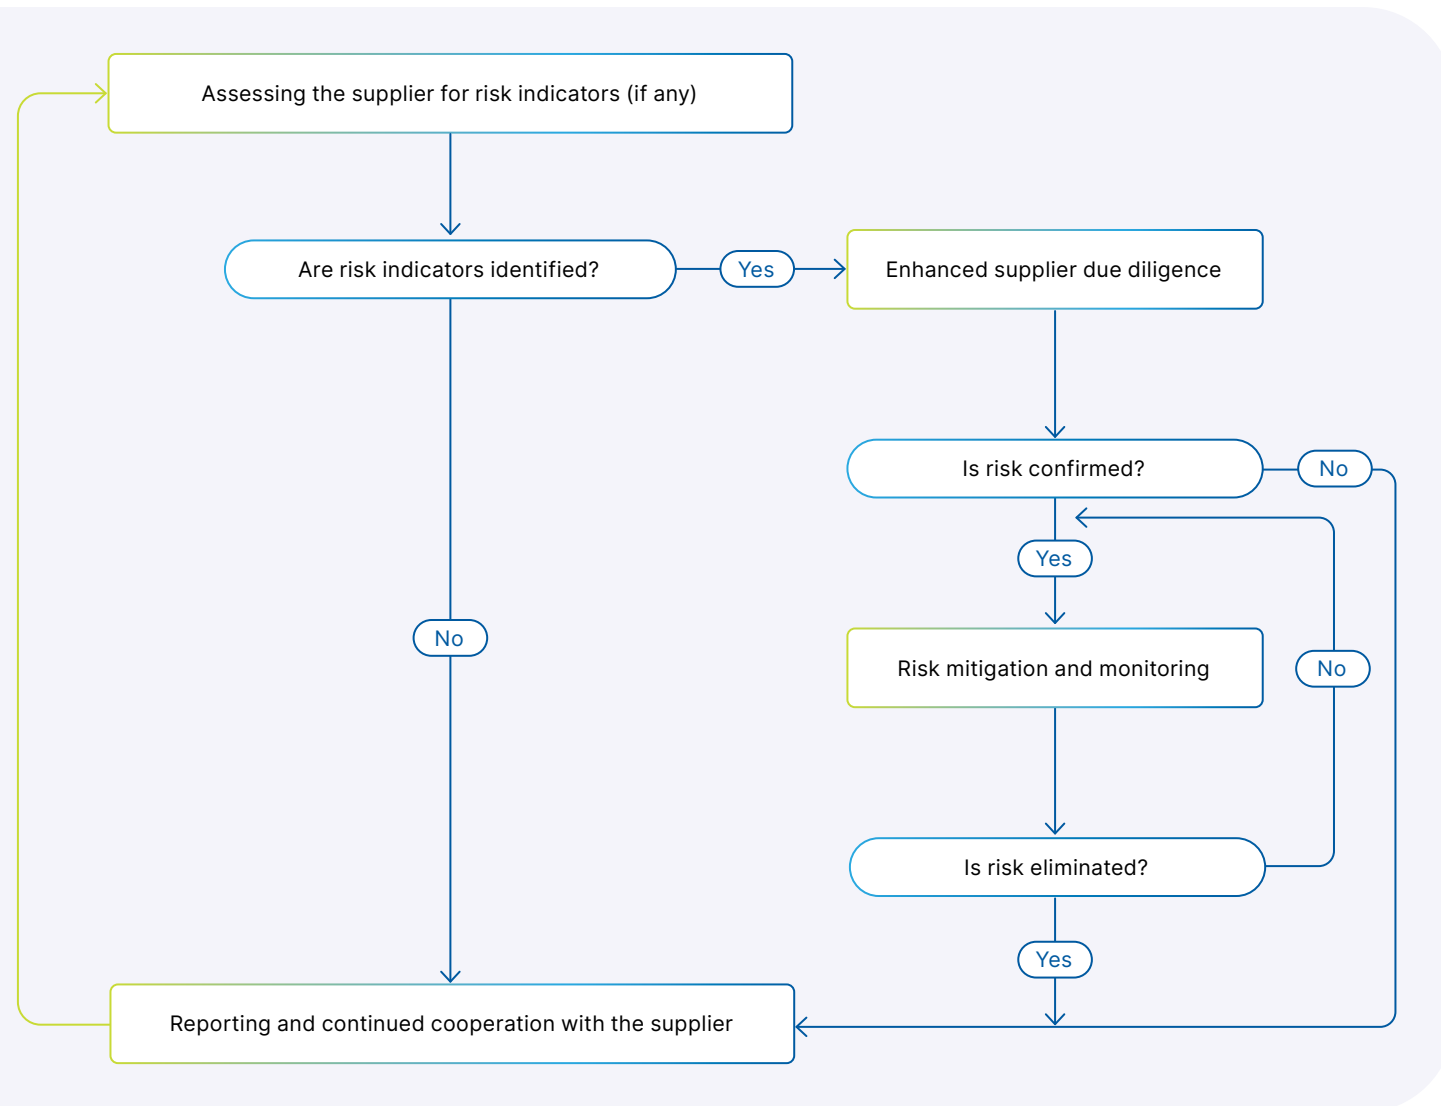 Assessing the supplier for risk indicators (if any)
Are risk indicators identified?
Yes
Enhanced supplier due diligence
Is risk confirmed?
No
Yes
No
Risk mitigation and monitoring
No
Is risk eliminated?
Yes
Reporting and continued cooperation with the supplier